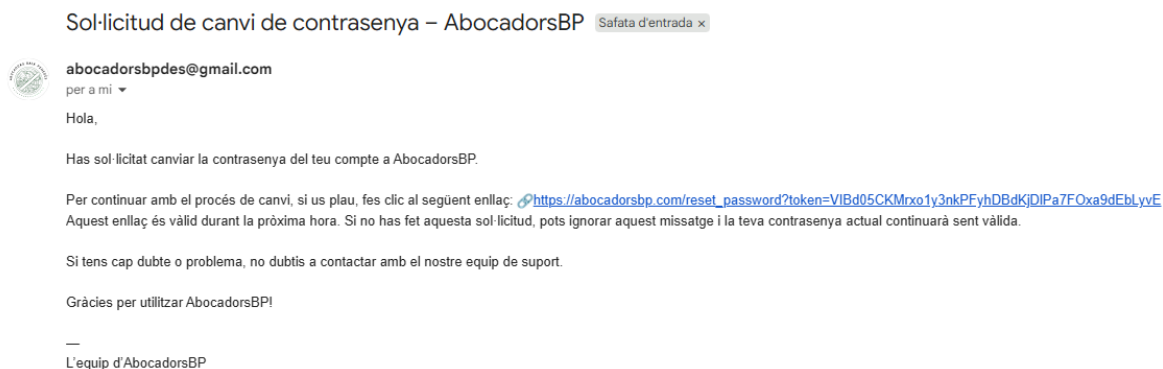 Sol·licitud de canvi de contrasenya – AbocadorsBP Safata d'entrada ×
abocadorsbpdes@gmail.com
per a mi
Hola,
Has sol·licitat canviar la contrasenya del teu compte a AbocadorsBP.
Per continuar amb el procés de canvi, si us plau, fes clic al següent enllaç: 🔗https://abocadorsbp.com/reset_password?token=VIBd05CKMrxo1y3nkPFyhDBdKjDIPa7FOxa9dEbLyvE
Aquest enllaç és vàlid durant la pròxima hora. Si no has fet aquesta sol·licitud, pots ignorar aquest missatge i la teva contrasenya actual continuarà sent vàlida.
Si tens cap dubte o problema, no dubtis a contactar amb el nostre equip de suport.
Gràcies per utilitzar AbocadorsBP!
—
L'equip d'AbocadorsBP